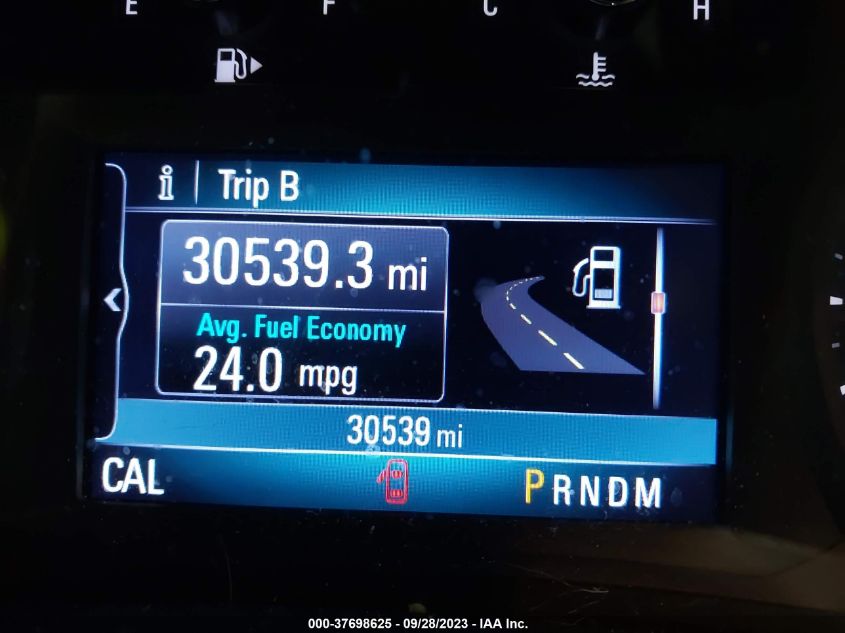 E F C H
i Trip B
30539.3 mi
Avg. Fuel Economy
24.0 mpg
30539 mi
CAL PRNDM
000-37698625 - 09/28/2023 - IAA Inc.